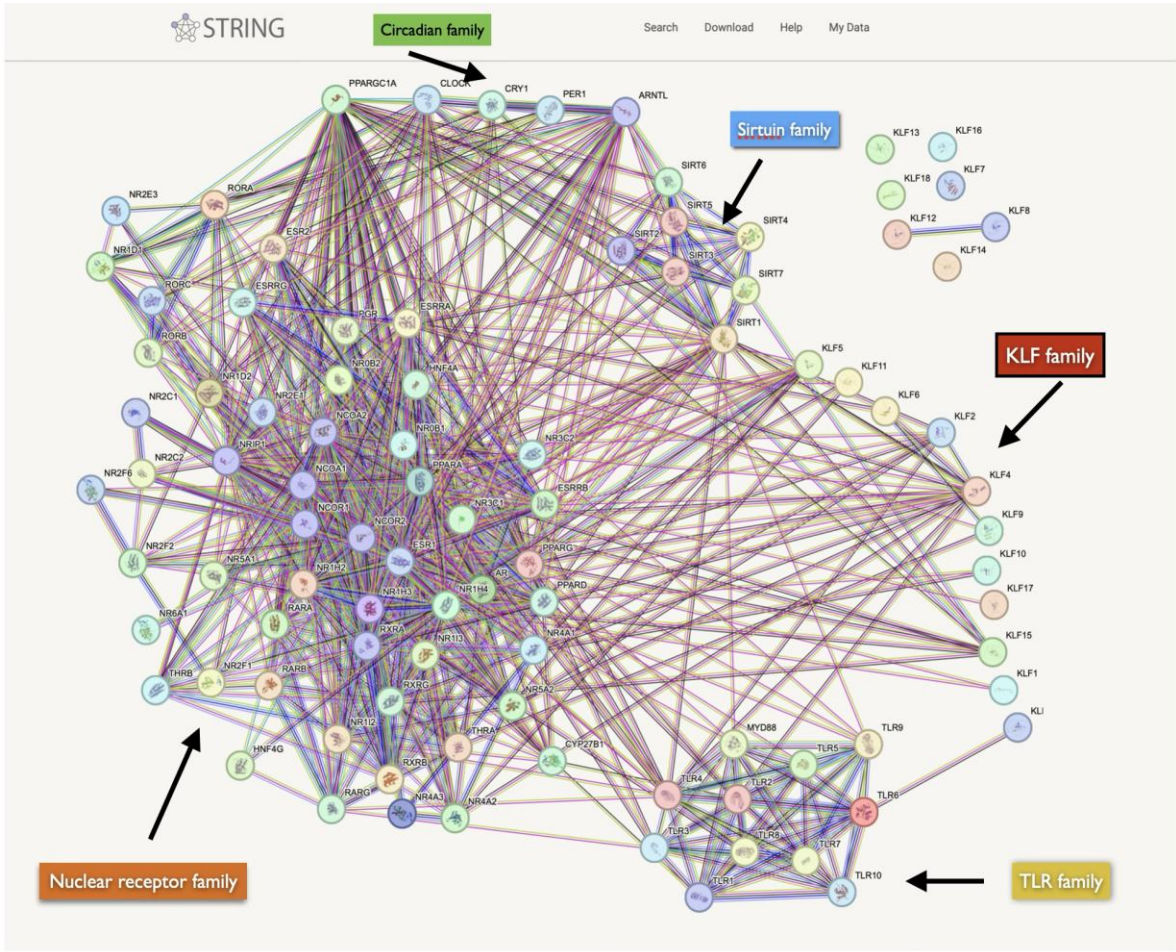 STRING
Circadian family
Search Download Help My Data
PPARGC1A
CLOCK
CRY1
PER1
ARNTL
Sirtuin family
KLF13
KLF16
KLF18
KLF7
KLF12
KLF8
KLF14
SIRT6
SIRT5
SIRT4
SIRT2
SIRT3
SIRT7
SIRT1
NR2E3
RORA
NR1D1
ESR2
RORC
ESRRG
PGR
ESRRA
RORB
NR0B2
HNF4A
NR1D2
NR2E1
NR2C1
NCOA2
NR0B1
NR3C2
NRIP1
NR2C2
NCOA1
PPARA
NR2F6
ESRRB
NCOR1
NCOR2
NR3C1
NR2F2
NR5A1
ESR1
PPARG
NR1H2
AR
NR1H3
NR1H4
PPARD
RARA
NR6A1
RXRA
NR1I3
NR4A1
THRB
NR2F1
RARB
RXRG
NR5A2
NR1I2
THRA
CYP27B1
HNF4G
RXRB
RARG
NR4A3
NR4A2
KLF5
KLF11
KLF6
KLF2
KLF family
KLF4
KLF9
KLF10
KLF17
KLF15
KLF1
KLI
MYD88
TLR9
TLR5
TLR4
TLR2
TLR6
TLR3
TLR8
TLR7
TLR1
TLR10
Nuclear receptor family
TLR family